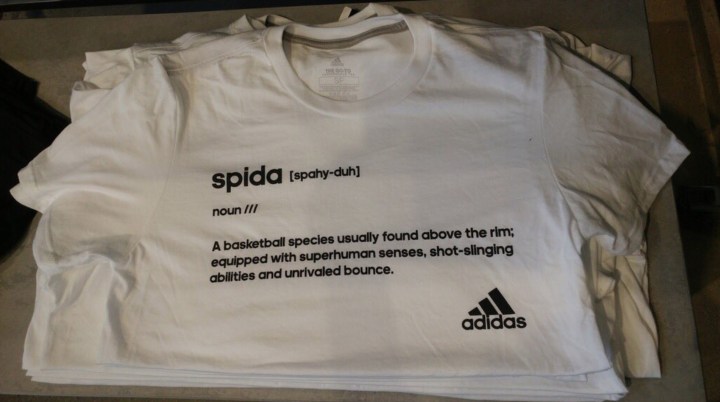 spida [spahy-duh]
noun ///
A basketball species usually found above the rim;
equipped with superhuman senses, shot-slinging
abilities and unrivaled bounce.
adidas